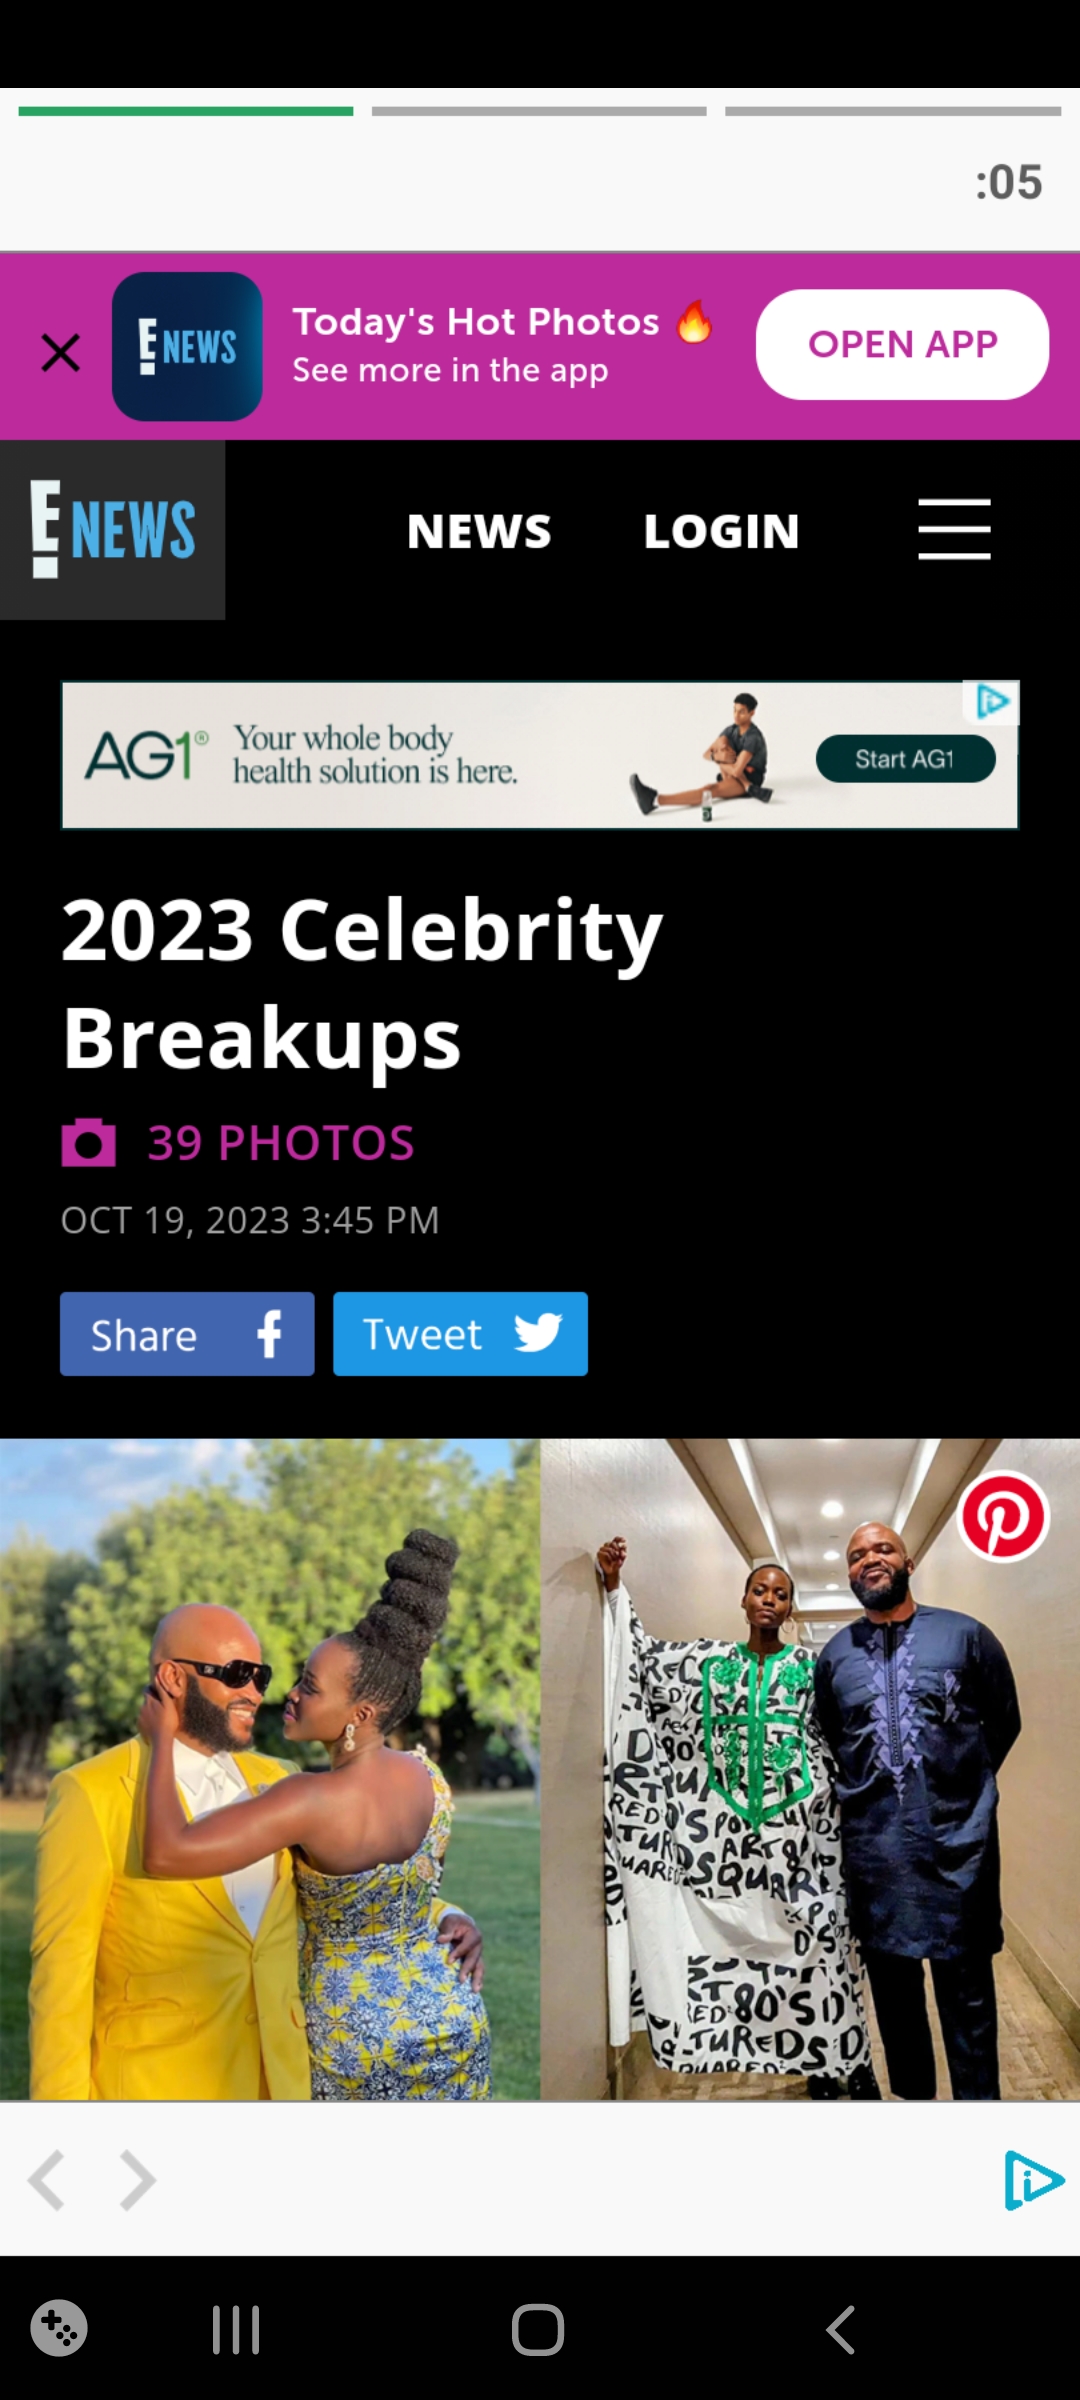 :05
E NEWS
Today's Hot Photos 🔥
See more in the app
OPEN APP
E NEWS
NEWS
LOGIN
AG1®
Your whole body
health solution is here.
Start AG1
2023 Celebrity
Breakups
39 PHOTOS
OCT 19, 2023 3:45 PM
Share
Tweet